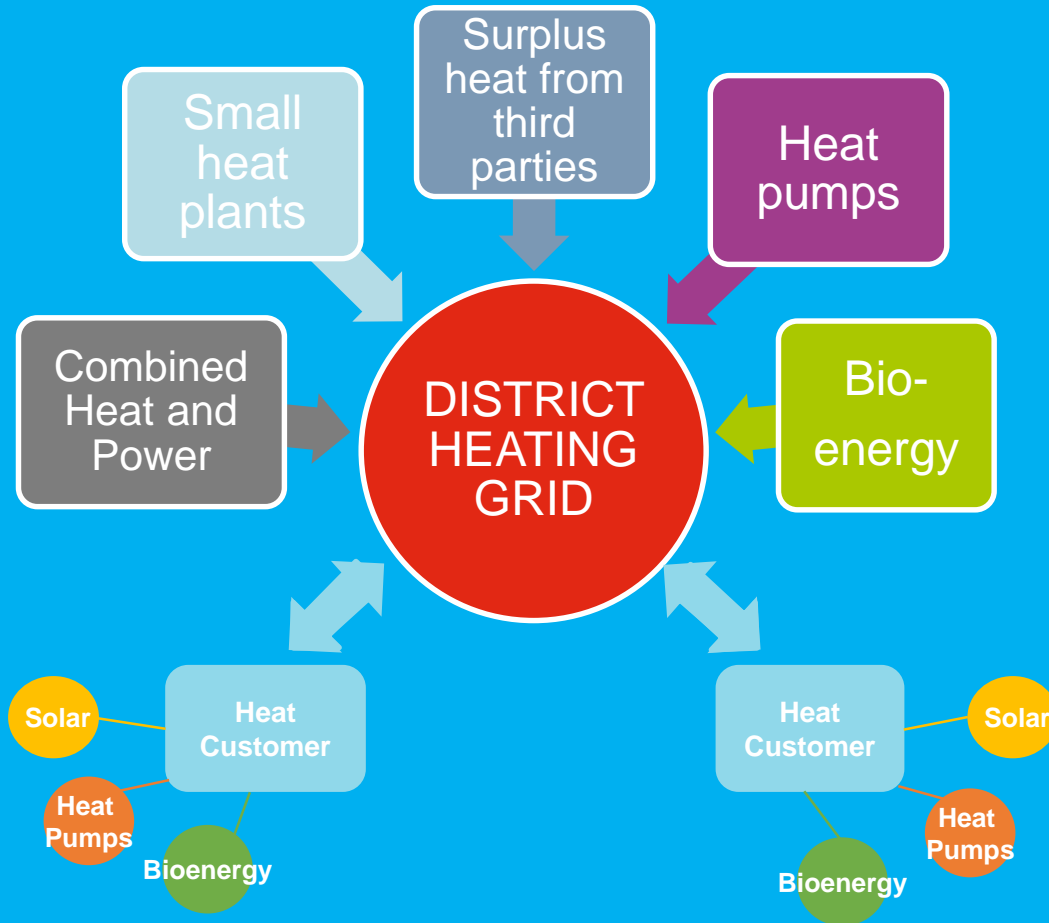 Surplus
heat from
third
parties
Small
heat
plants
Heat
pumps
Combined
Heat and
Power
DISTRICT
HEATING
GRID
Bio-
energy
Heat
Customer
Solar
Heat
Pumps
Bioenergy
Heat
Customer
Solar
Heat
Pumps
Bioenergy